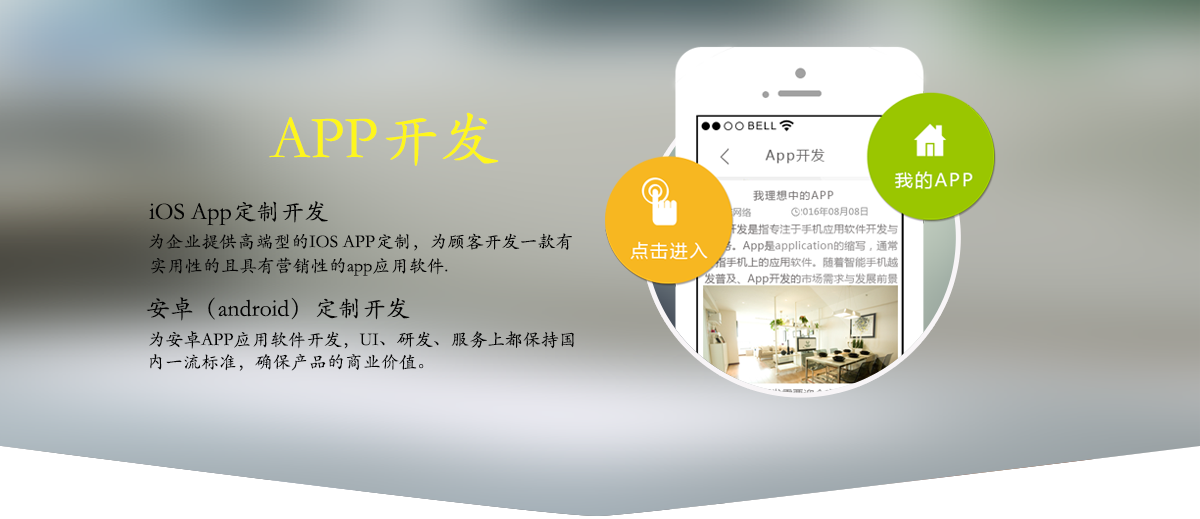 APP开发
iOS App定制开发
为企业提供高端型的IOS APP定制，为顾客开发一款有
实用性的且具有营销性的app应用软件.
安卓（android）定制开发
为安卓APP应用软件开发，UI、研发、服务上都保持国
内一流标准，确保产品的商业价值。
BELL
App开发
我的APP
我理想中的APP
网络 016年08月08日
开发是指专注于手机应用软件开发与
务。App是application的缩写，通常
指手机上的应用软件。随着智能手机越
发普及、App开发的市场需求与发展前景
点击进入